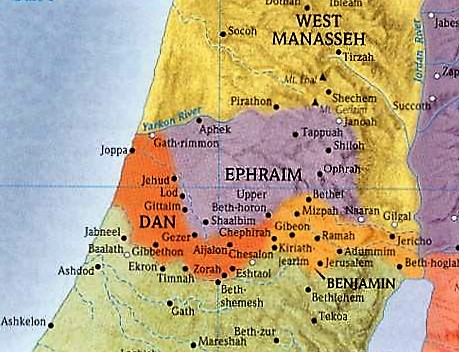 Dothan
Ibleam
WEST
MANASSEH
Jabes
Socoh
Jordan River
Tirzah
Mt. Ebal
Zap
Shechem
Pirathon
Mt. Gerizim
Succoth
Janoah
Yarkon River
Aphek
Tappuah
Gath-rimmon
Shiloh
Joppa
Ophrah
EPHRAIM
Jehud
Lod
Upper
Beth-horon
Bethel
Gittaim
Mizpah
Naaran
Gilgal
DAN
Shaalbim
Gibeon
Jabneel
Gezer
Chephirah
Ramah
Jericho
Baalath
Gibbethon
Aijalon
Chesalon
Kiriath-
jearim
Adummim
Ashdod
Ekron
Zorah
Eshtaol
Jerusalem
Beth-hoglah
Timnah
Beth-
shemesh
BENJAMIN
Bethlehem
Gath
Tekoa
Ashkelon
Beth-zur
Mareshah